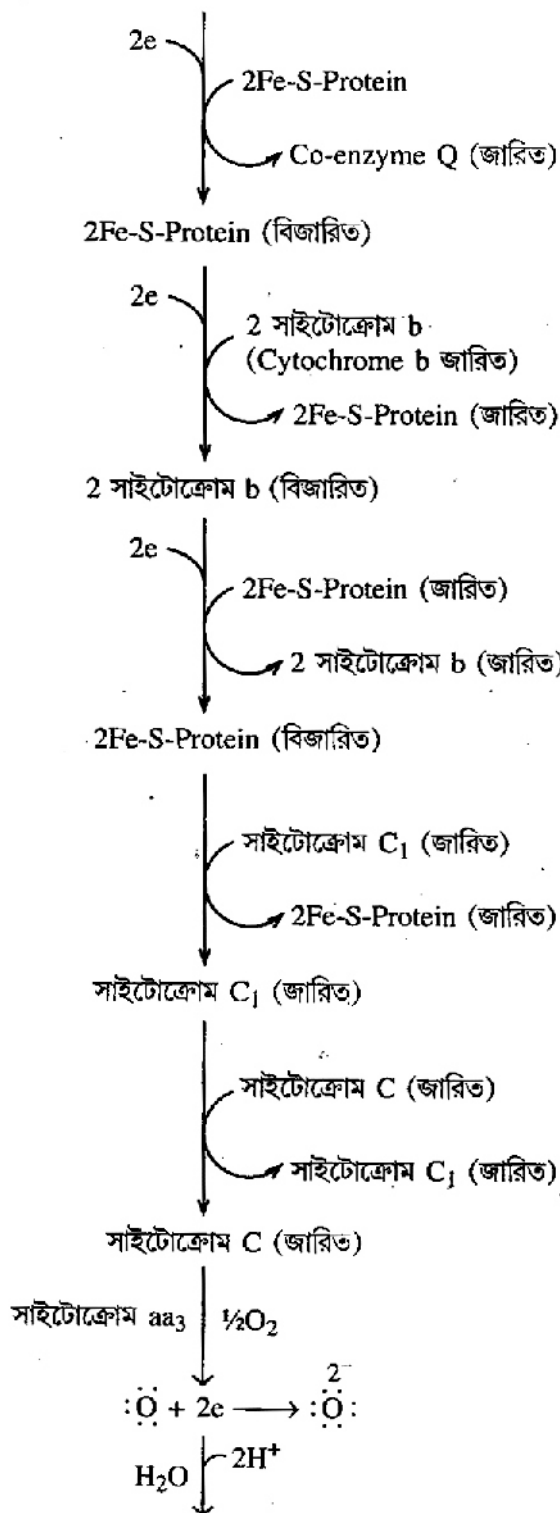 2e
2Fe-S-Protein
Co-enzyme Q (জারিত)
2Fe-S-Protein (বিজারিত)
2e
2 সাইটোক্রোম b
(Cytochrome b জারিত)
2Fe-S-Protein (জারিত)
2 সাইটোক্রোম b (বিজারিত)
2e
2Fe-S-Protein (জারিত)
2 সাইটোক্রোম b (জারিত)
2Fe-S-Protein (বিজারিত)
সাইটোক্রোম C₁ (জারিত)
2Fe-S-Protein (জারিত)
সাইটোক্রোম C₁ (জারিত)
সাইটোক্রোম C (জারিত)
সাইটোক্রোম C₁ (জারিত)
সাইটোক্রোম C (জারিত)
সাইটোক্রোম aa₃ ½O₂
:Ö + 2e → :Ö:²⁻
2H⁺
H₂O